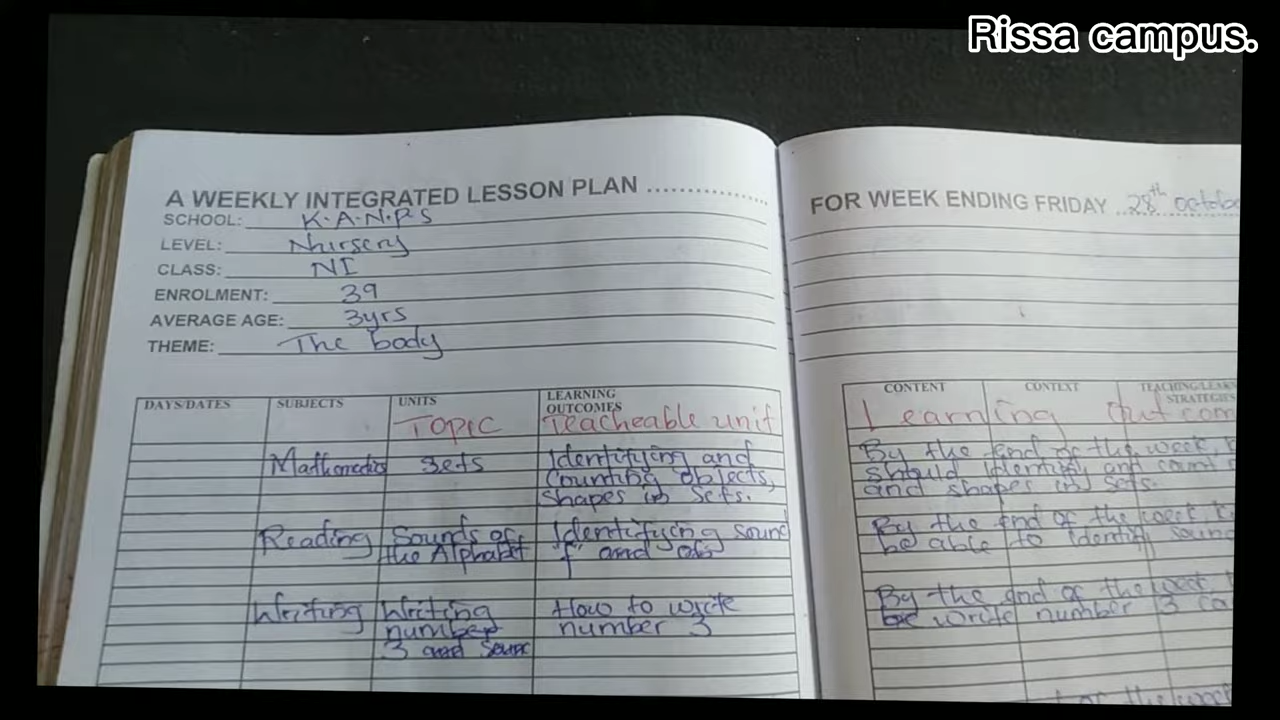 Rissa campus.
A WEEKLY INTEGRATED LESSON PLAN ..................
SCHOOL: K.A.N.P.S
LEVEL: Nursery
CLASS: N1
ENROLMENT: 39
AVERAGE AGE: 3yrs
THEME: The body
DAYS/DATES SUBJECTS UNITS LEARNING OUTCOMES
Topic Teacheable unit
Mathematics Sets Identifying and
counting objects,
shapes in sets.
Reading Sounds of Identifying sound
the Alphabet "f" and
Writing Writing How to write
number number 3
3 and
FOR WEEK ENDING FRIDAY 28th
CONTENT CONTEXT
Learning
By the end of the week,
should identify and count
and shapes in sets.
By the end of the week
be able to identify
By the end of the week
be write number 3
the week